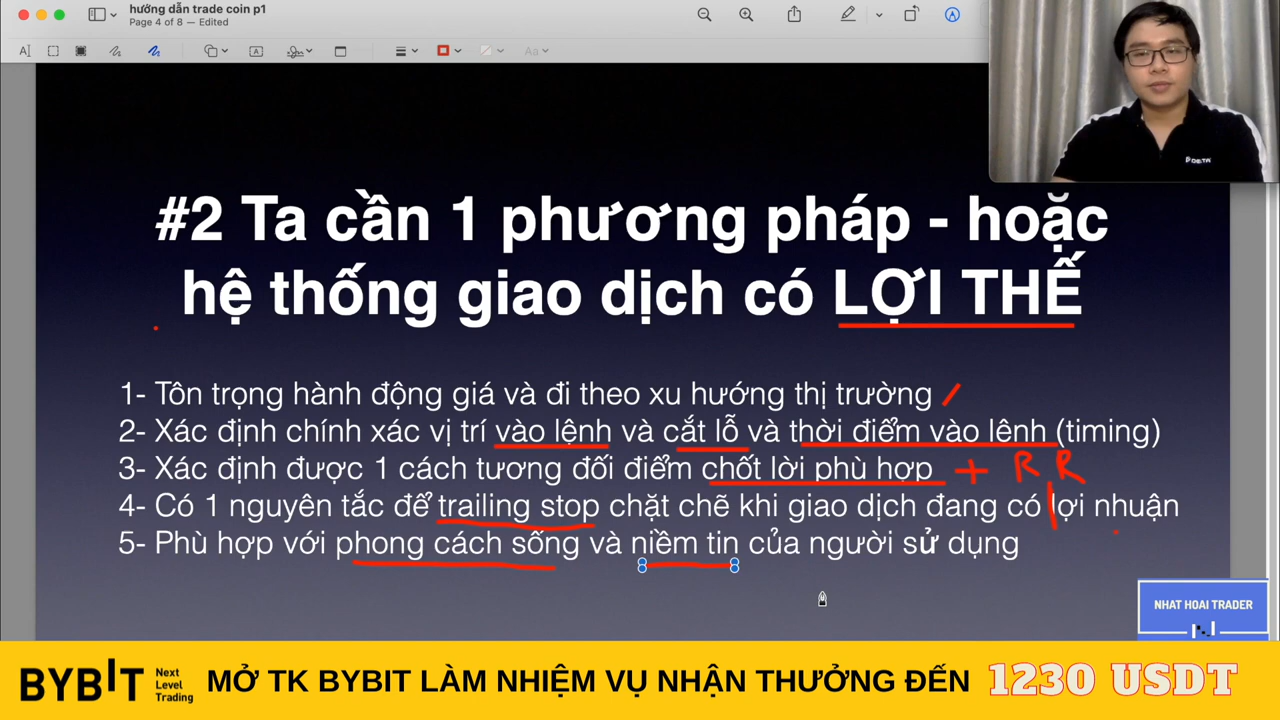 hướng dẫn trade coin p1
Page 4 of 8 — Edited
Aa
DELTA
#2 Ta cần 1 phương pháp - hoặc
hệ thống giao dịch có LỢI THẾ
1- Tôn trọng hành động giá và đi theo xu hướng thị trường
2- Xác định chính xác vị trí vào lệnh và cắt lỗ và thời điểm vào lệnh (timing)
3- Xác định được 1 cách tương đối điểm chốt lời phù hợp + R R
4- Có 1 nguyên tắc để trailing stop chặt chẽ khi giao dịch đang có lợi nhuận
5- Phù hợp với phong cách sống và niềm tin của người sử dụng
NHAT HOAI TRADER
BYBIT Next Level Trading MỞ TK BYBIT LÀM NHIỆM VỤ NHẬN THƯỞNG ĐẾN 1230 USDT